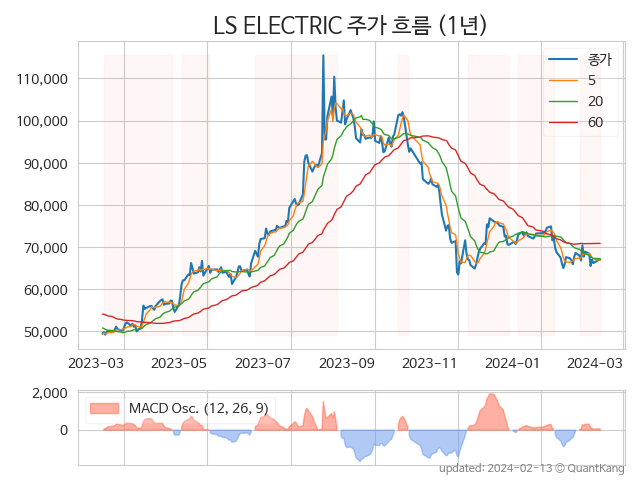 LS ELECTRIC 주가 흐름 (1년)
종가
5
20
60
110,000
100,000
90,000
80,000
70,000
60,000
50,000
2023-03 2023-05 2023-07 2023-09 2023-11 2024-01 2024-03
2,000
0
MACD Osc. (12, 26, 9)
updated: 2024-02-13 © QuantKang